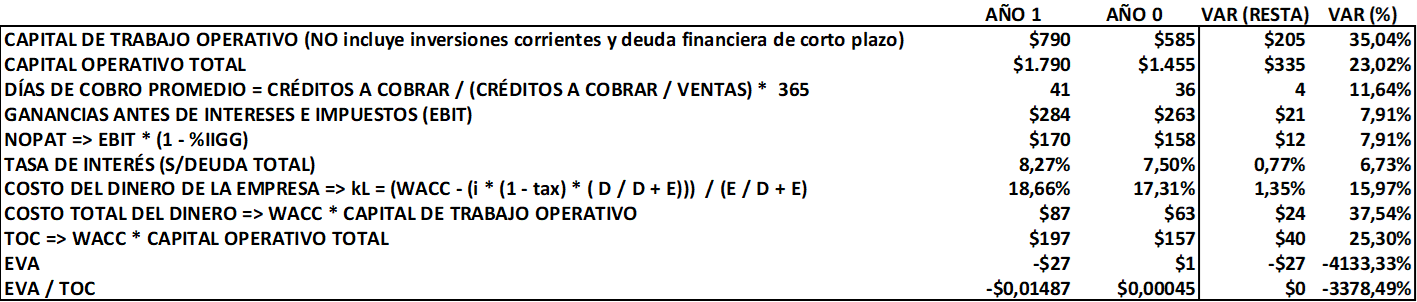 AÑO 1 AÑO 0 VAR (RESTA) VAR (%)
CAPITAL DE TRABAJO OPERATIVO (NO incluye inversiones corrientes y deuda financiera de corto plazo) $790 $585 $205 35,04%
CAPITAL OPERATIVO TOTAL $1.790 $1.455 $335 23,02%
DÍAS DE COBRO PROMEDIO = CRÉDITOS A COBRAR / (CRÉDITOS A COBRAR / VENTAS) * 365 41 36 4 11,64%
GANANCIAS ANTES DE INTERESES E IMPUESTOS (EBIT) $284 $263 $21 7,91%
NOPAT => EBIT * (1 - %IIGG) $170 $158 $12 7,91%
TASA DE INTERÉS (S/DEUDA TOTAL) 8,27% 7,50% 0,77% 6,73%
COSTO DEL DINERO DE LA EMPRESA => kL = (WACC - (i * (1 - tax) * ( D / D + E))) / (E / D + E) 18,66% 17,31% 1,35% 15,97%
COSTO TOTAL DEL DINERO => WACC * CAPITAL DE TRABAJO OPERATIVO $87 $63 $24 37,54%
TOC => WACC * CAPITAL OPERATIVO TOTAL $197 $157 $40 25,30%
EVA -$27 $1 -$27 -4133,33%
EVA / TOC -$0,01487 $0,00045 $0 -3378,49%